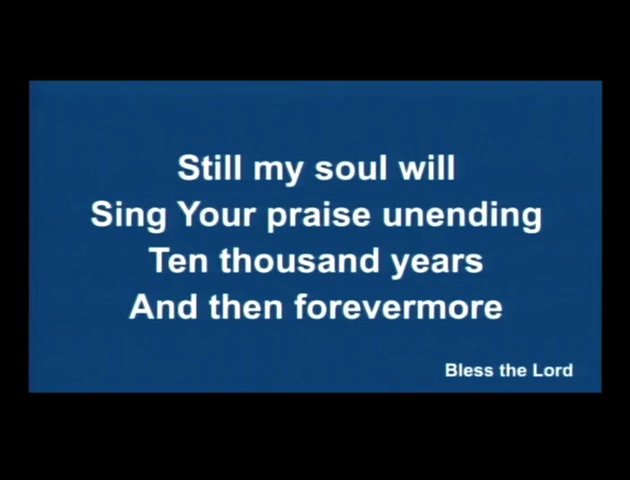 Still my soul will
Sing Your praise unending
Ten thousand years
And then forevermore
Bless the Lord